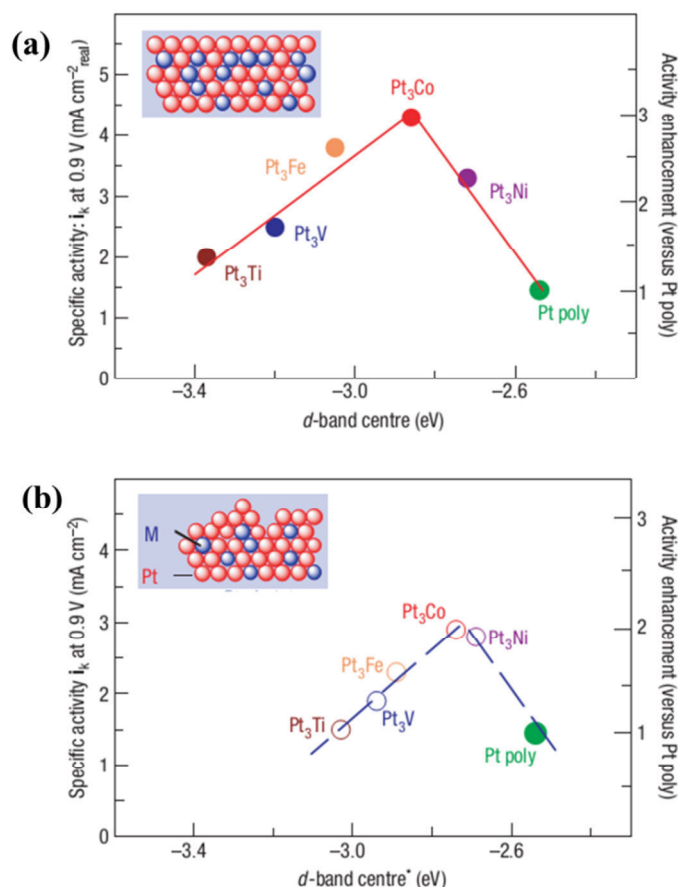 (a)
Specific activity: iₖ at 0.9 V (mA cm⁻²real)
5
4
3
2
1
0
Pt₃Co
Pt₃Fe
Pt₃Ni
Pt₃V
Pt₃Ti
Pt poly
3
2
1
Activity enhancement (versus Pt poly)
−3.4
−3.0
−2.6
d-band centre (eV)
(b)
M
Pt
Specific activity iₖ at 0.9 V (mA cm⁻²)
4
3
2
1
0
Pt₃Co
Pt₃Ni
Pt₃Fe
Pt₃Ti
Pt₃V
Pt poly
3
2
1
Activity enhancement (versus Pt poly)
−3.4
−3.0
−2.6
d-band centre* (eV)